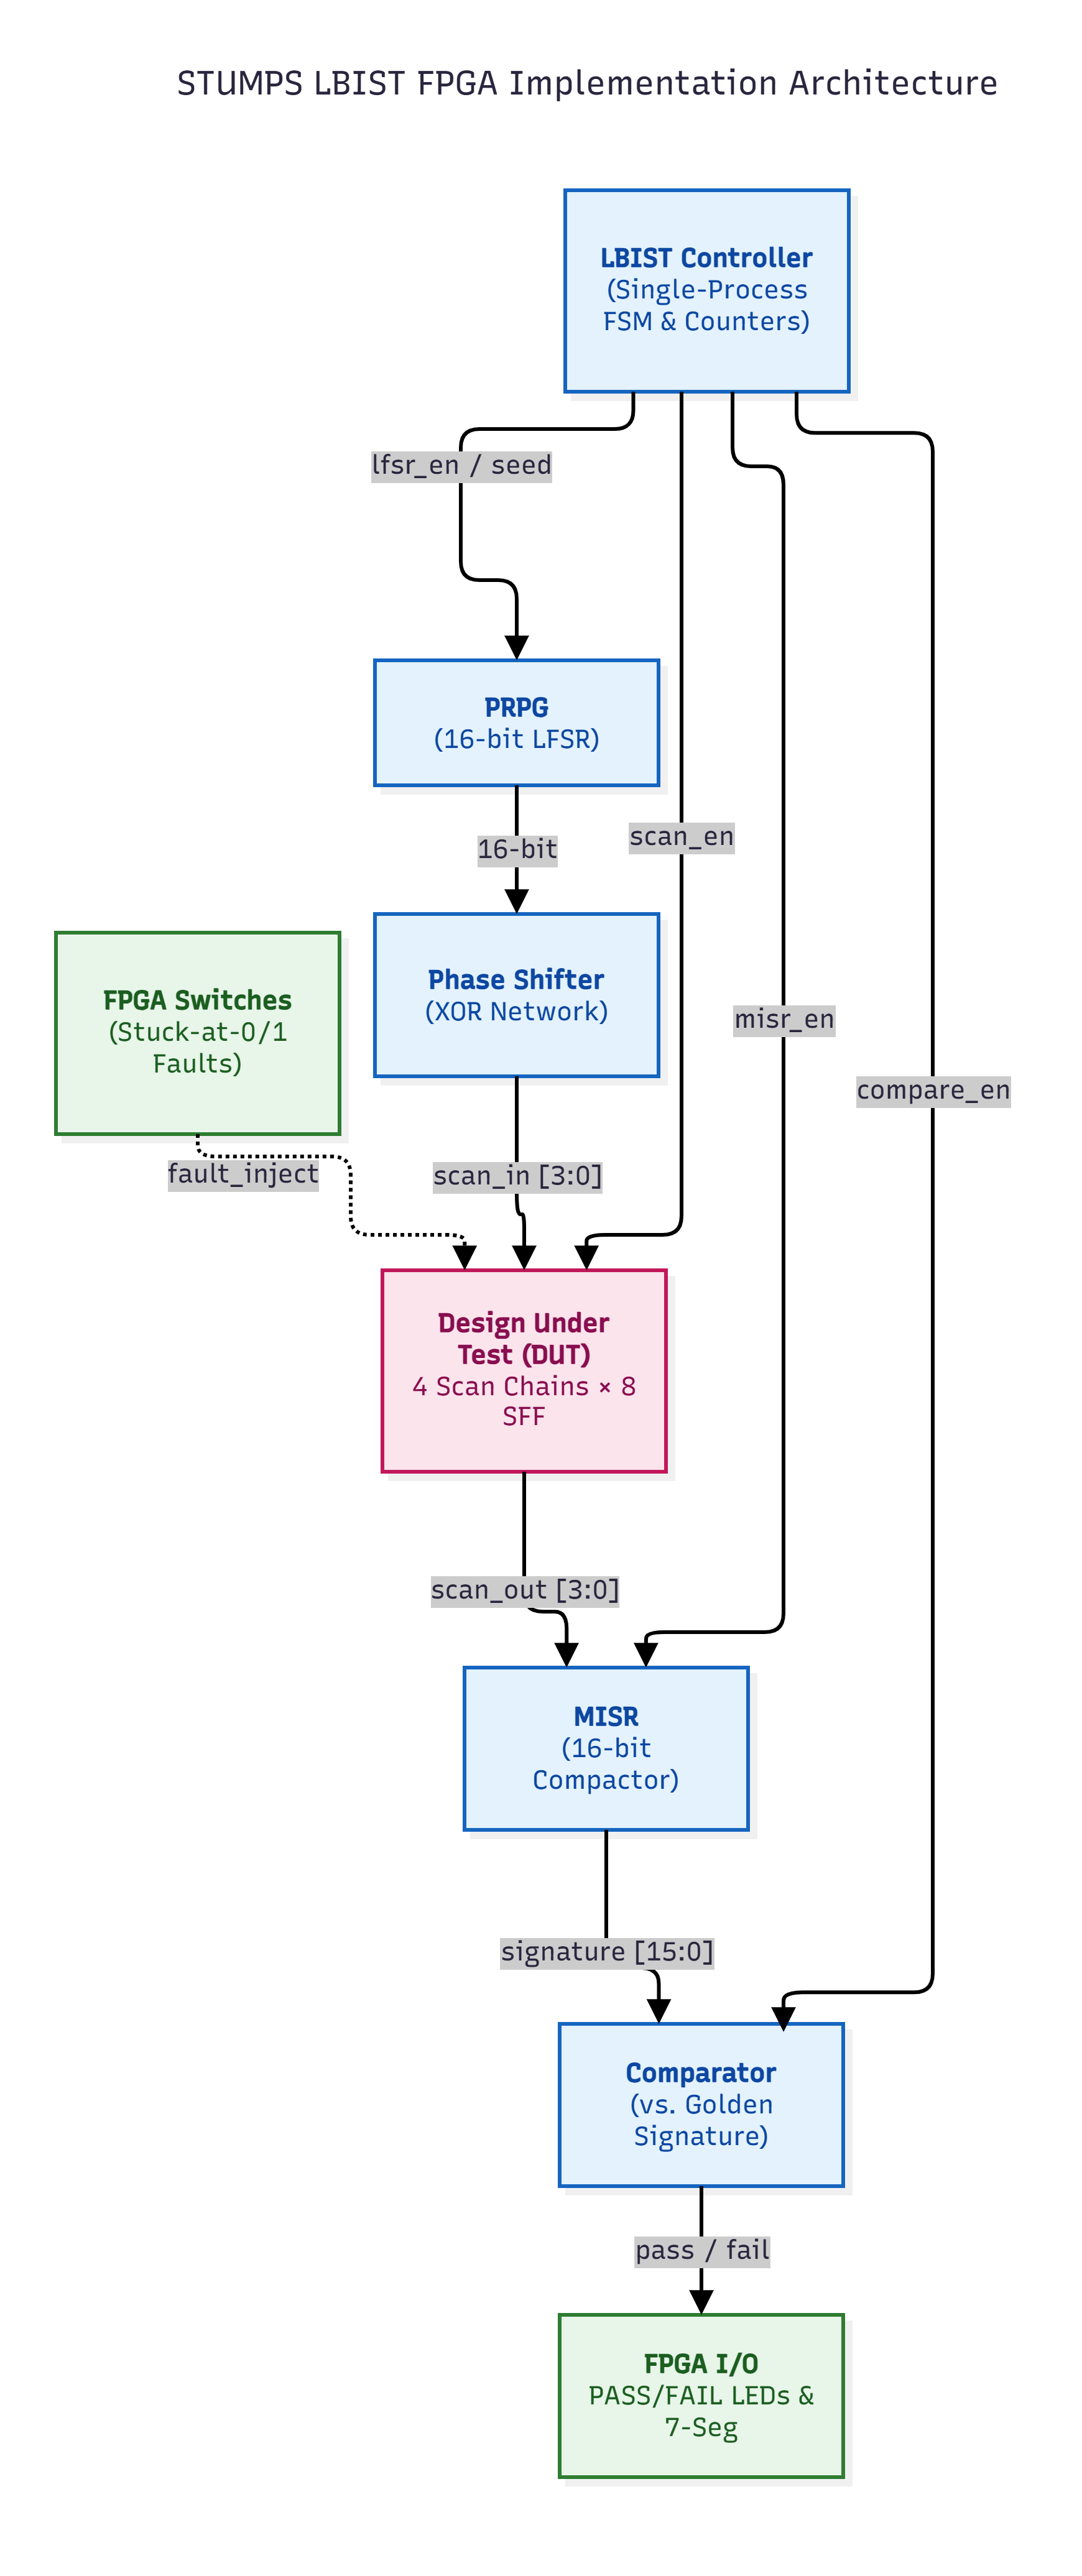 STUMPS LBIST FPGA Implementation Architecture
LBIST Controller
(Single-Process
FSM & Counters)
lfsr_en / seed
PRPG
(16-bit LFSR)
16-bit
scan_en
Phase Shifter
(XOR Network)
FPGA Switches
(Stuck-at-0/1
Faults)
misr_en
compare_en
fault_inject
scan_in [3:0]
Design Under
Test (DUT)
4 Scan Chains × 8
SFF
scan_out [3:0]
MISR
(16-bit
Compactor)
signature [15:0]
Comparator
(vs. Golden
Signature)
pass / fail
FPGA I/O
PASS/FAIL LEDs &
7-Seg